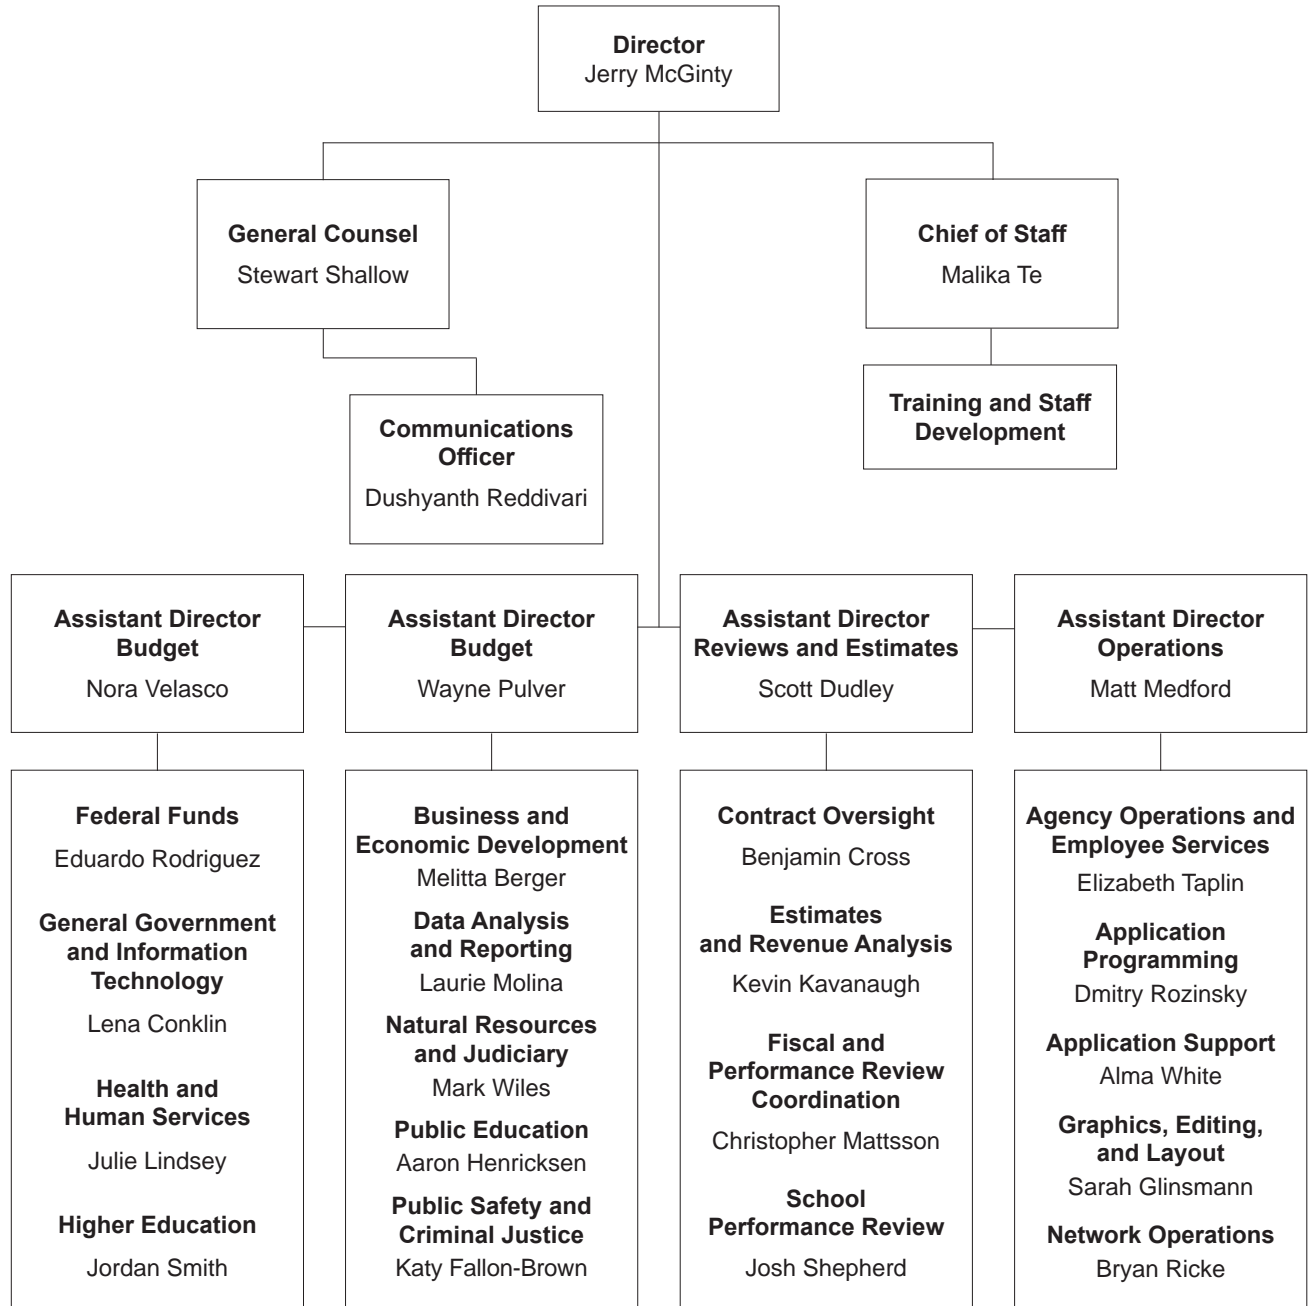 Director
Jerry McGinty
General Counsel
Stewart Shallow
Chief of Staff
Malika Te
Communications
Officer
Dushyanth Reddivari
Training and Staff
Development
Assistant Director
Budget
Nora Velasco
Assistant Director
Budget
Wayne Pulver
Assistant Director
Reviews and Estimates
Scott Dudley
Assistant Director
Operations
Matt Medford
Federal Funds
Eduardo Rodriguez
General Government
and Information
Technology
Lena Conklin
Health and
Human Services
Julie Lindsey
Higher Education
Jordan Smith
Business and
Economic Development
Melitta Berger
Data Analysis
and Reporting
Laurie Molina
Natural Resources
and Judiciary
Mark Wiles
Public Education
Aaron Henricksen
Public Safety and
Criminal Justice
Katy Fallon-Brown
Contract Oversight
Benjamin Cross
Estimates
and Revenue Analysis
Kevin Kavanaugh
Fiscal and
Performance Review
Coordination
Christopher Mattsson
School
Performance Review
Josh Shepherd
Agency Operations and
Employee Services
Elizabeth Taplin
Application
Programming
Dmitry Rozinsky
Application Support
Alma White
Graphics, Editing,
and Layout
Sarah Glinsmann
Network Operations
Bryan Ricke